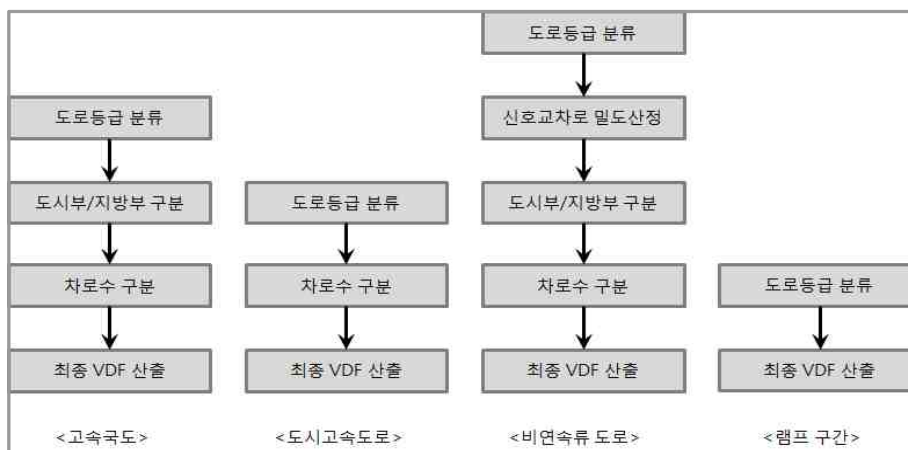 도로등급 분류
도시부/지방부 구분
차로수 구분
최종 VDF 산출
<고속국도>
도로등급 분류
차로수 구분
최종 VDF 산출
<도시고속도로>
도로등급 분류
신호교차로 밀도산정
도시부/지방부 구분
차로수 구분
최종 VDF 산출
<비연속류 도로>
도로등급 분류
최종 VDF 산출
<램프 구간>